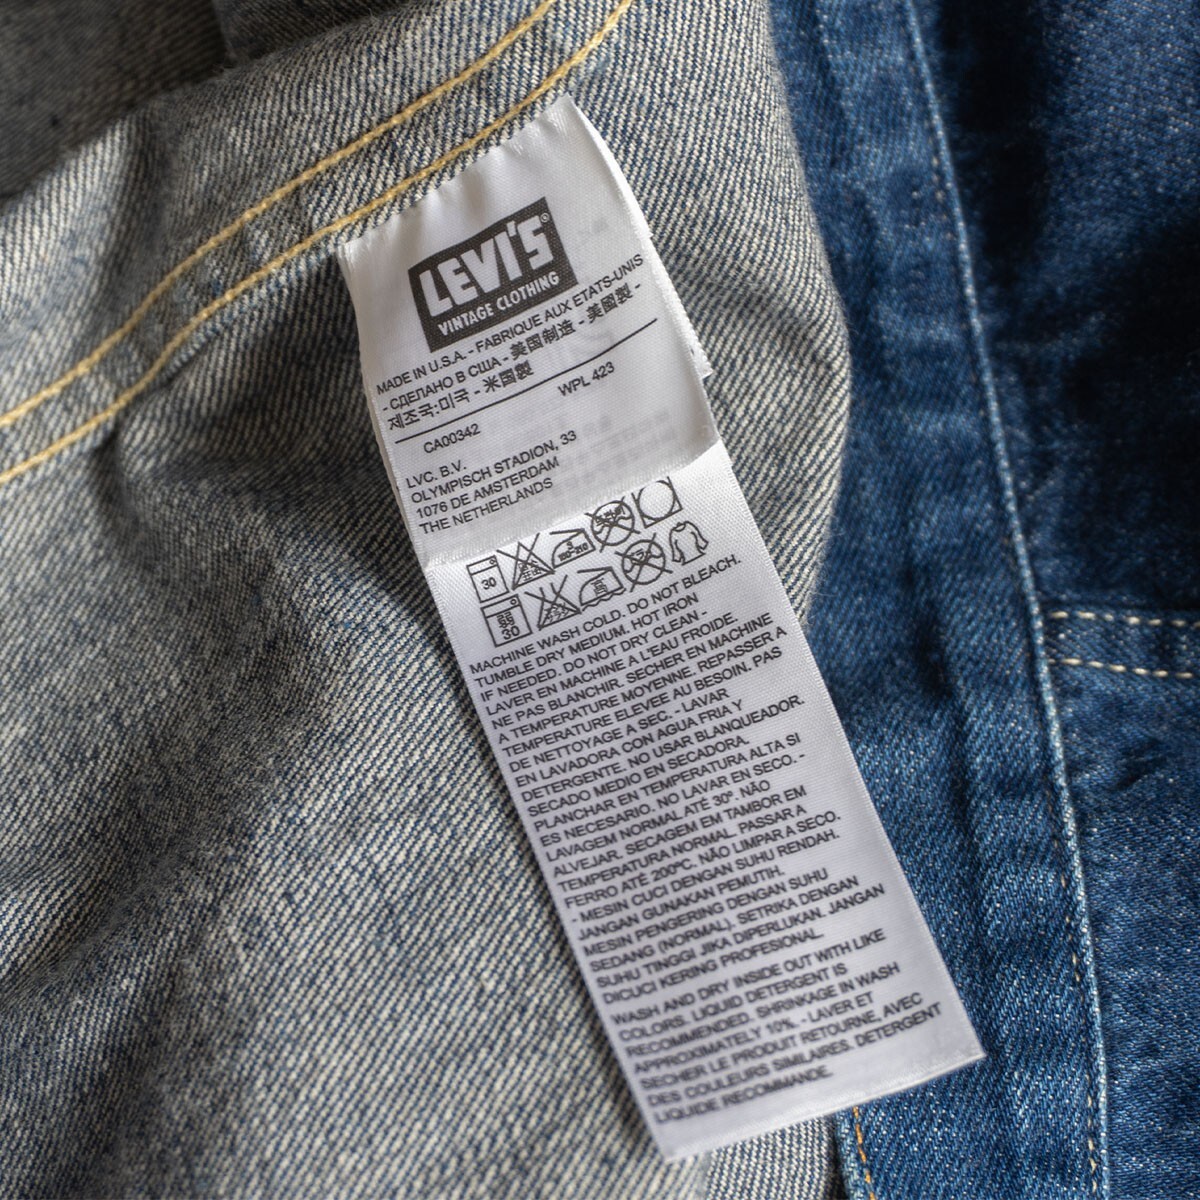 LEVI'S®
VINTAGE CLOTHING
MADE IN U.S.A. - FABRIQUE AUX ETATS-UNIS
- СДЕЛАНО В США - 美国制造 - 美國製 -
제조국:미국 - 米国製
CA00342 WPL 423
LVC. B.V.
OLYMPISCH STADION, 33
1076 DE AMSTERDAM
THE NETHERLANDS
30
30
MACHINE WASH COLD. DO NOT BLEACH.
TUMBLE DRY MEDIUM. HOT IRON
IF NEEDED. DO NOT DRY CLEAN -
LAVER EN MACHINE A L'EAU FROIDE.
NE PAS BLANCHIR. SECHER EN MACHINE
A TEMPERATURE MOYENNE. REPASSER A
TEMPERATURE ELEVEE AU BESOIN. PAS
DE NETTOYAGE A SEC. - LAVAR
EN LAVADORA CON AGUA FRIA Y
DETERGENTE. NO USAR BLANQUEADOR.
SECADO MEDIO EN SECADORA.
PLANCHAR EN TEMPERATURA ALTA SI
ES NECESARIO. NO LAVAR EN SECO. -
LAVAGEM NORMAL ATÉ 30º. NÃO
ALVEJAR. SECAGEM EM TAMBOR EM
TEMPERATURA NORMAL. PASSAR A
FERRO ATÉ 200ºC. NÃO LIMPAR A SECO.
- MESIN CUCI DENGAN SUHU RENDAH.
JANGAN GUNAKAN PEMUTIH.
MESIN PENGERING DENGAN SUHU
SEDANG (NORMAL). SETRIKA DENGAN
SUHU TINGGI JIKA DIPERLUKAN. JANGAN
DICUCI KERING PROFESIONAL
WASH AND DRY INSIDE OUT WITH LIKE
COLORS. LIQUID DETERGENT IS
RECOMMENDED. SHRINKAGE IN WASH
APPROXIMATELY 10%. - LAVER ET
SECHER LE PRODUIT RETOURNE, AVEC
DES COULEURS SIMILAIRES. DETERGENT
LIQUIDE RECOMMANDE.